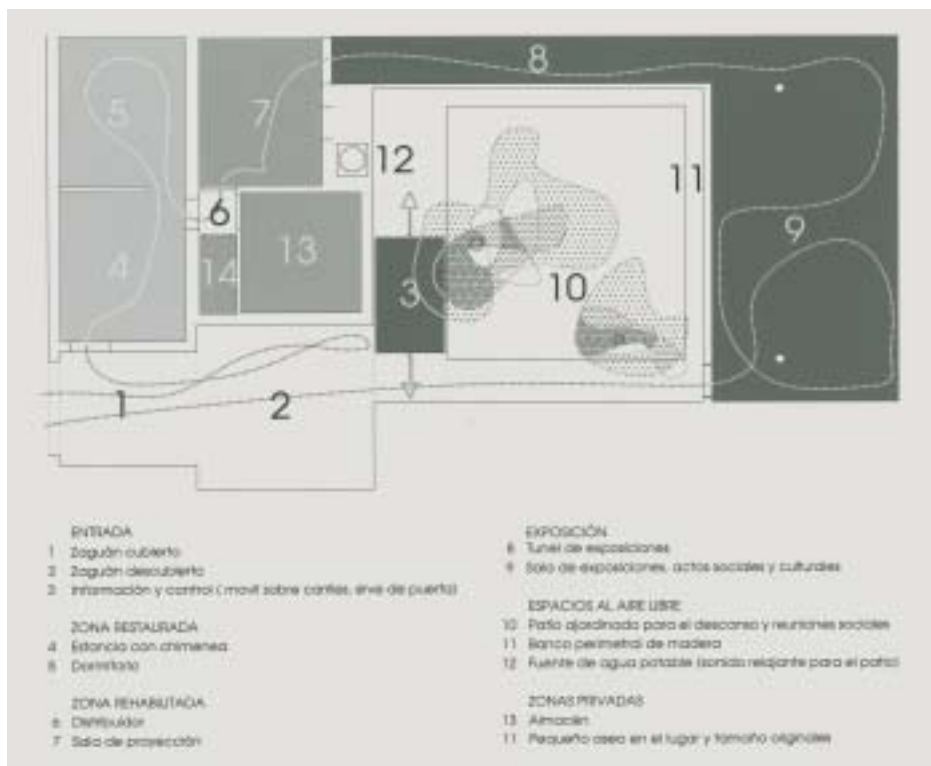 5
7
8
12
11
6
4
14
13
3
10
9
1
2
ENTRADA
1 Zaguán cubierto
2 Zaguán descubierto
3 Información y control ( movil sobre carriles, sirve de puerta)
ZONA RESTAURADA
4 Estancia con chimenea
5 Dormitorio
ZONA REHABILITADA
6 Distribuidor
7 Sala de proyección
EXPOSICIÓN
8 Tunel de exposiciones
9 Sala de exposiciones, actos sociales y culturales
ESPACIOS AL AIRE LIBRE
10 Patio ajardinado para el descanso y reuniones sociales
11 Banco perimetral de madera
12 Fuente de agua potable (sonido relajante para el patio)
ZONAS PRIVADAS
13 Almacén
11 Pequeño aseo en el lugar y tamaño originales